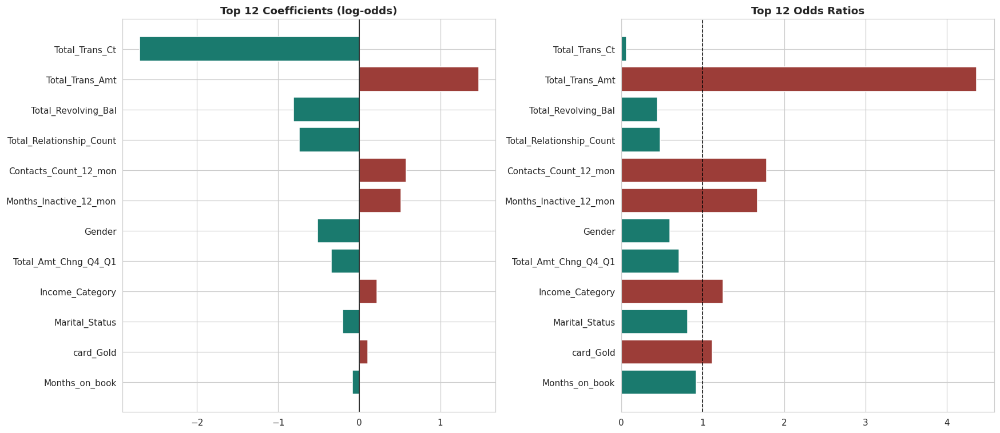 Top 12 Coefficients (log-odds)
Total_Trans_Ct
Total_Trans_Amt
Total_Revolving_Bal
Total_Relationship_Count
Contacts_Count_12_mon
Months_Inactive_12_mon
Gender
Total_Amt_Chng_Q4_Q1
Income_Category
Marital_Status
card_Gold
Months_on_book
−2 −1 0 1
Top 12 Odds Ratios
Total_Trans_Ct
Total_Trans_Amt
Total_Revolving_Bal
Total_Relationship_Count
Contacts_Count_12_mon
Months_Inactive_12_mon
Gender
Total_Amt_Chng_Q4_Q1
Income_Category
Marital_Status
card_Gold
Months_on_book
0 1 2 3 4